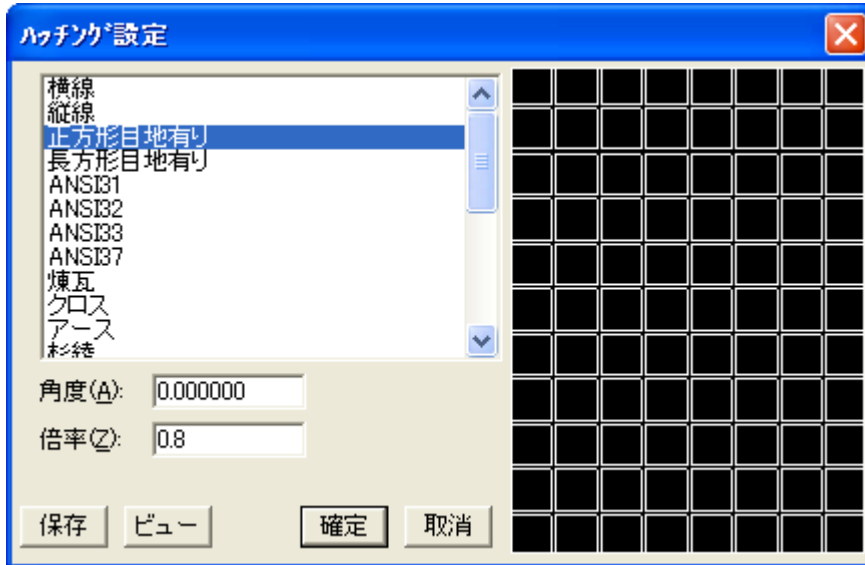 ハッチング設定
横線
縦線
正方形目地有り
長方形目地有り
ANSI31
ANSI32
ANSI33
ANSI37
煉瓦
クロス
アース
杉綾
角度(A): 0.000000
倍率(Z): 0.8
保存 ビュー 確定 取消